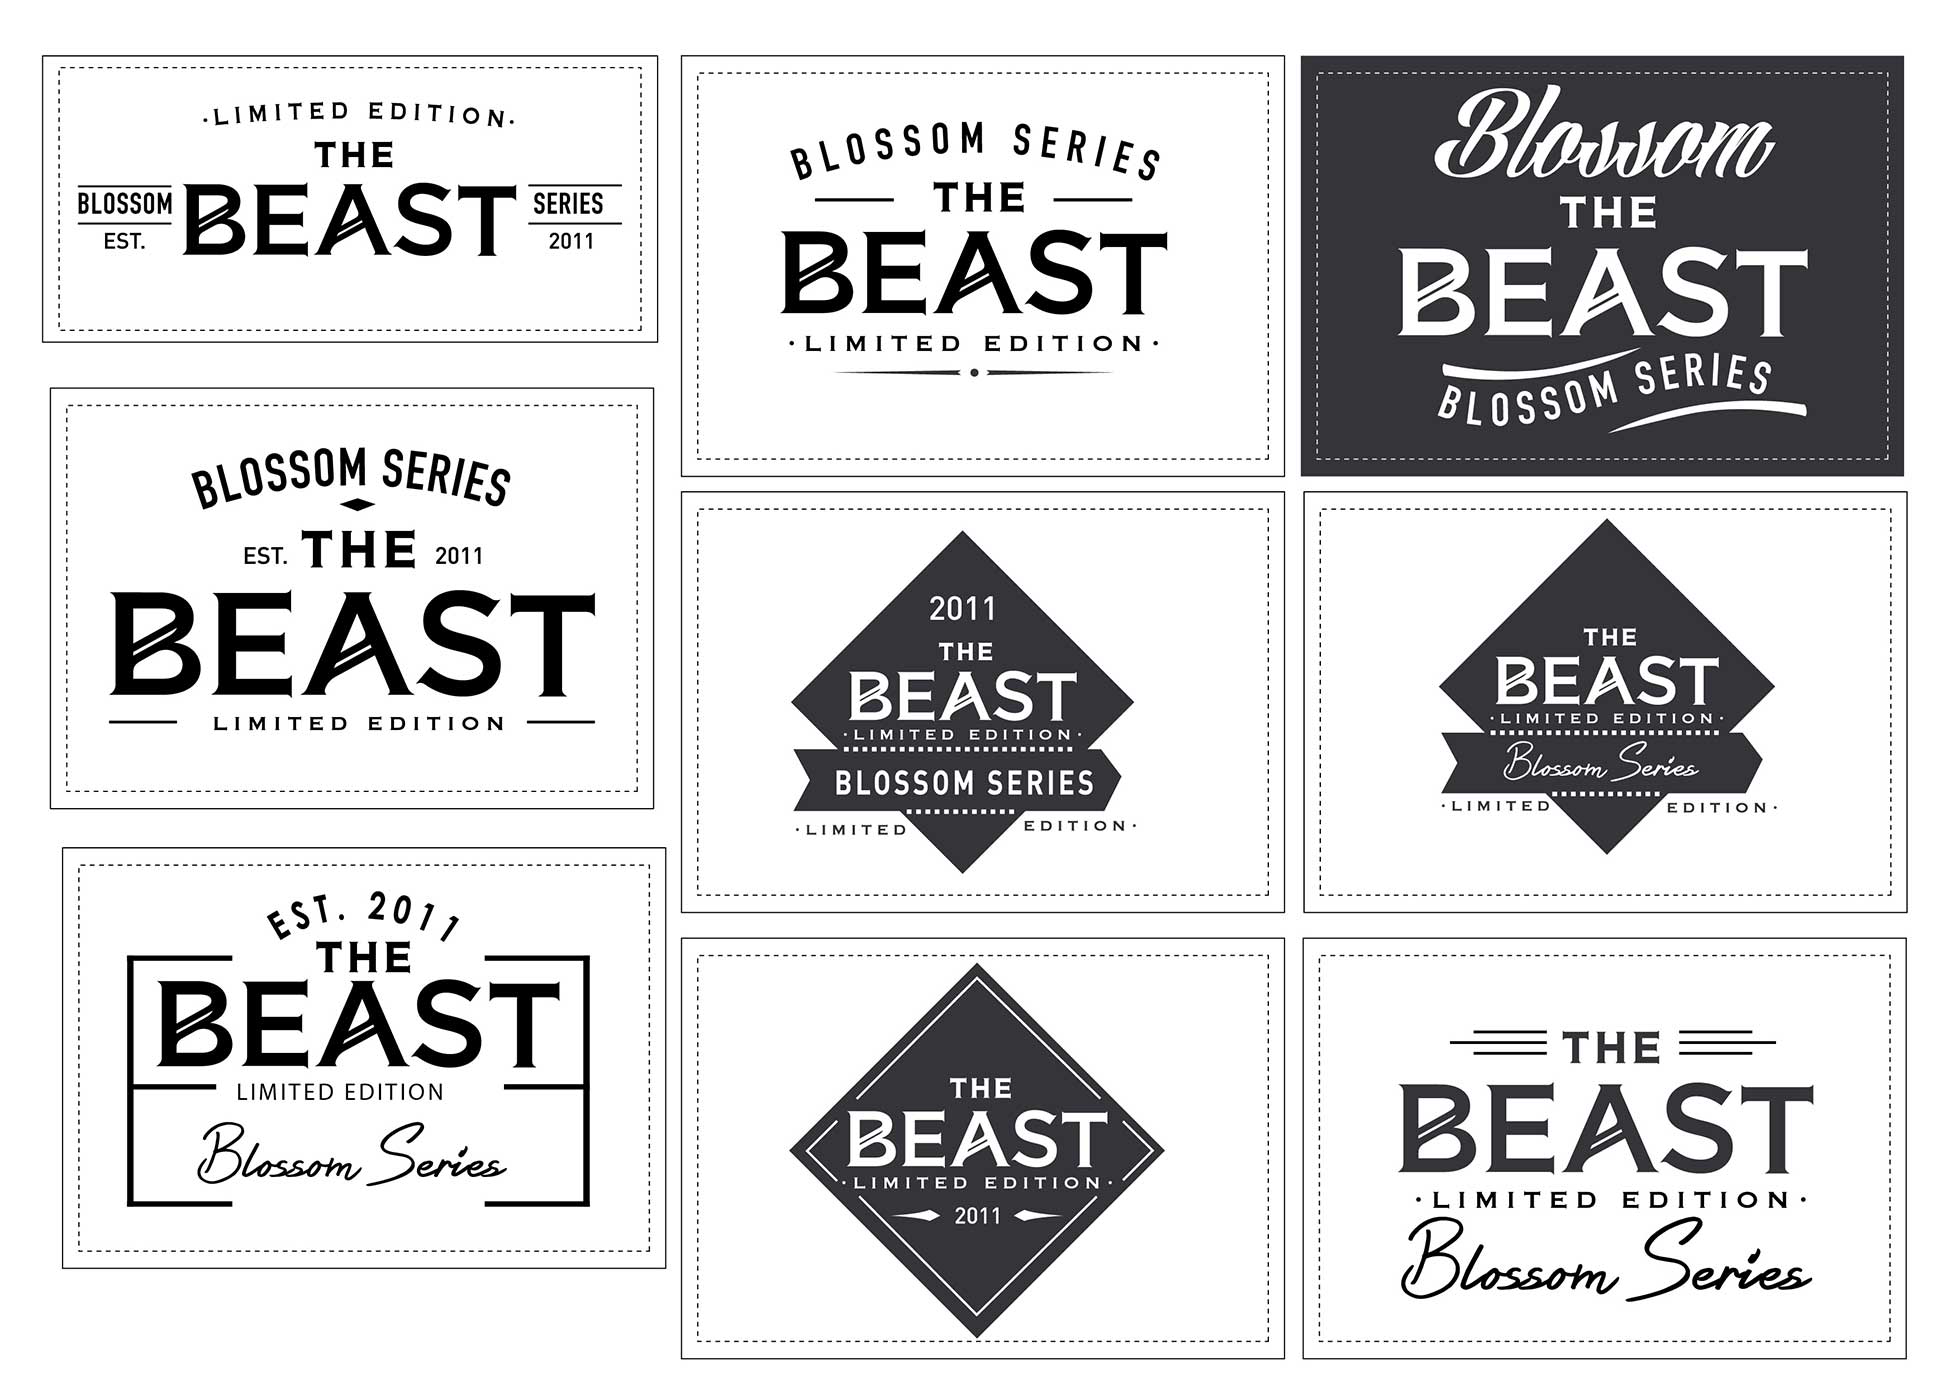 ·LIMITED EDITION·
THE
BLOSSOM BEAST SERIES
EST. 2011
BLOSSOM SERIES
THE
BEAST
·LIMITED EDITION·
Blossom
THE
BEAST
BLOSSOM SERIES
BLOSSOM SERIES
EST. THE 2011
BEAST
LIMITED EDITION
2011
THE
BEAST
·LIMITED EDITION·
BLOSSOM SERIES
·LIMITED EDITION·
THE
BEAST
·LIMITED EDITION·
Blossom Series
·LIMITED EDITION·
EST. 2011
THE
BEAST
LIMITED EDITION
Blossom Series
THE
BEAST
·LIMITED EDITION·
2011
THE
BEAST
·LIMITED EDITION·
Blossom Series